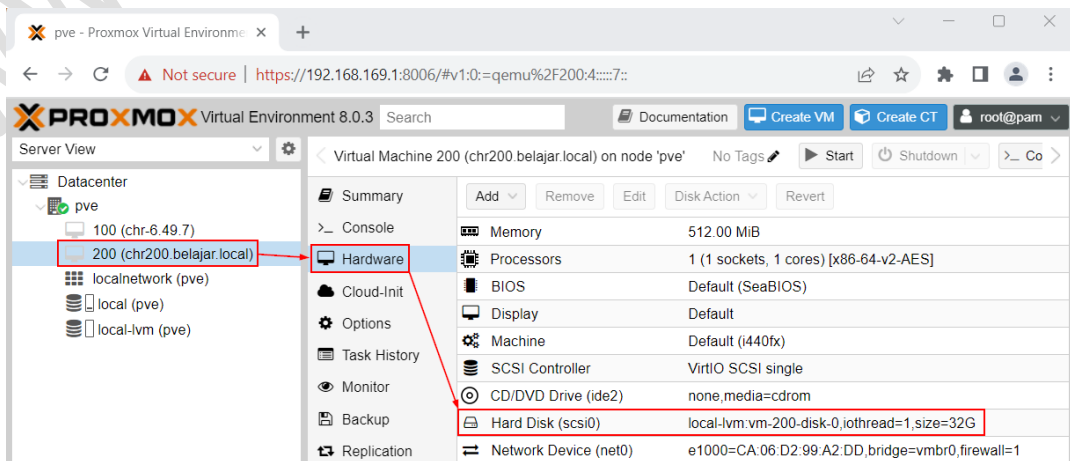 pve - Proxmox Virtual Environme
Not secure | https://192.168.169.1:8006/#v1:0:=qemu%2F200:4:::::7::
PROXMOX Virtual Environment 8.0.3 Search Documentation Create VM Create CT root@pam
Server View
Virtual Machine 200 (chr200.belajar.local) on node 'pve' No Tags Start Shutdown Co
Datacenter
pve
100 (chr-6.49.7)
200 (chr200.belajar.local)
localnetwork (pve)
local (pve)
local-lvm (pve)
Summary
Console
Hardware
Cloud-Init
Options
Task History
Monitor
Backup
Replication
Add Remove Edit Disk Action Revert
Memory 512.00 MiB
Processors 1 (1 sockets, 1 cores) [x86-64-v2-AES]
BIOS Default (SeaBIOS)
Display Default
Machine Default (i440fx)
SCSI Controller VirtIO SCSI single
CD/DVD Drive (ide2) none,media=cdrom
Hard Disk (scsi0) local-lvm:vm-200-disk-0,iothread=1,size=32G
Network Device (net0) e1000=CA:06:D2:99:A2:DD,bridge=vmbr0,firewall=1